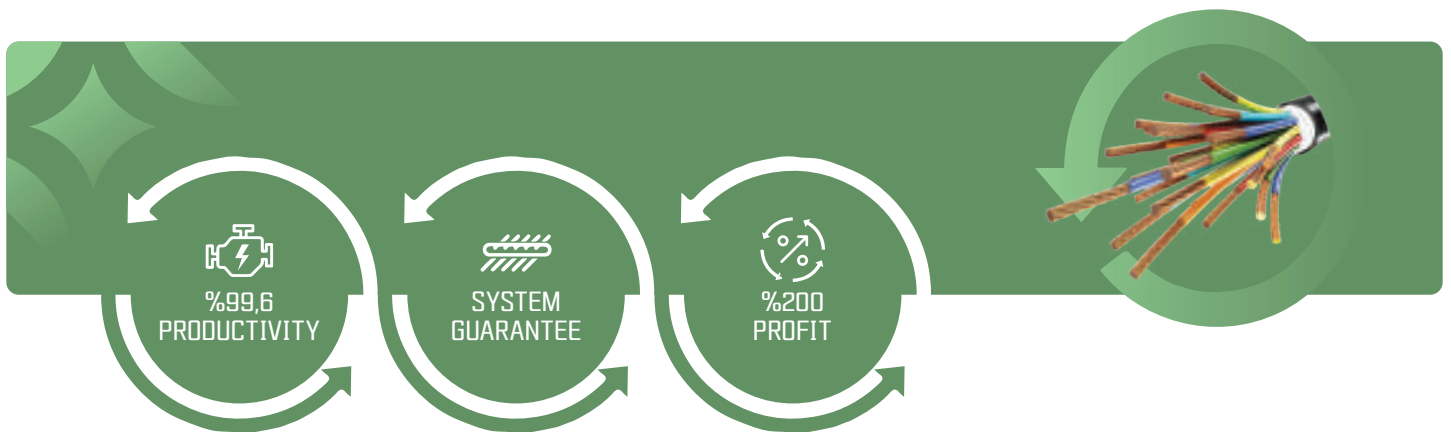 %99,6
PRODUCTIVITY
SYSTEM
GUARANTEE
%200
PROFIT